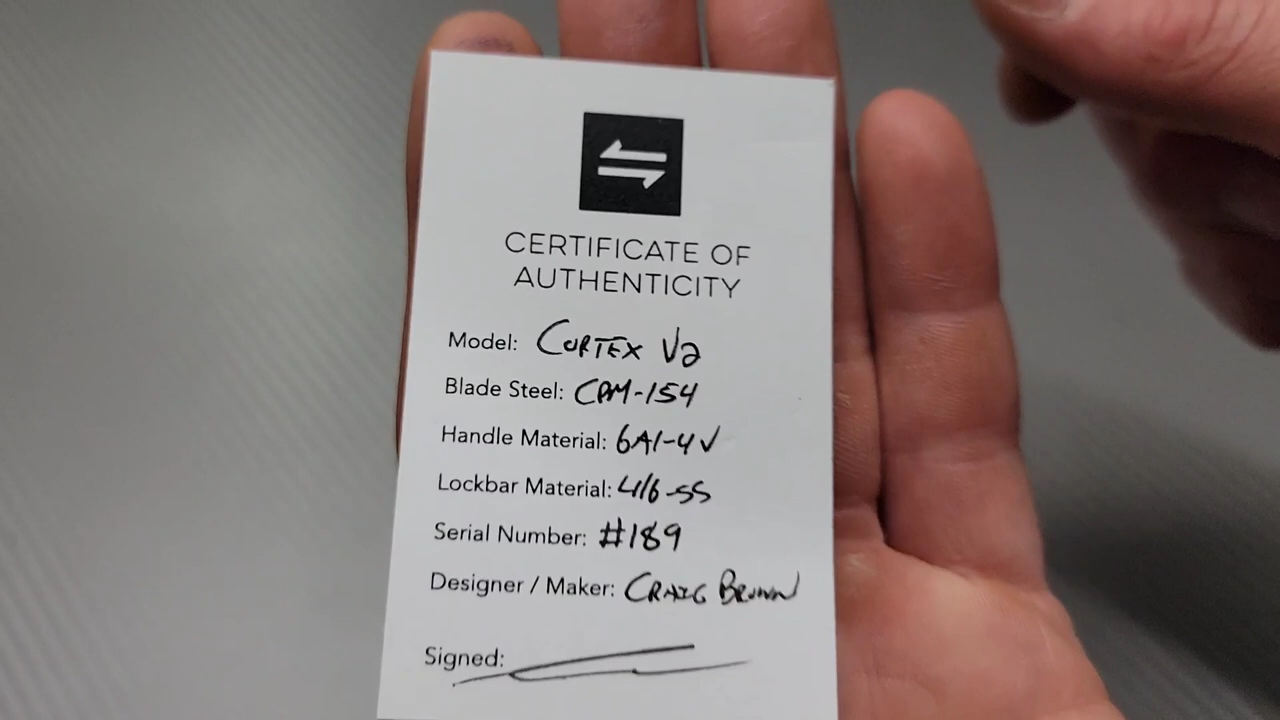 CERTIFICATE OF
AUTHENTICITY
Model: CORTEX V2
Blade Steel: CPM-154
Handle Material: 6Al-4V
Lockbar Material: 416-SS
Serial Number: #189
Designer / Maker: CRAIG BROWN
Signed: